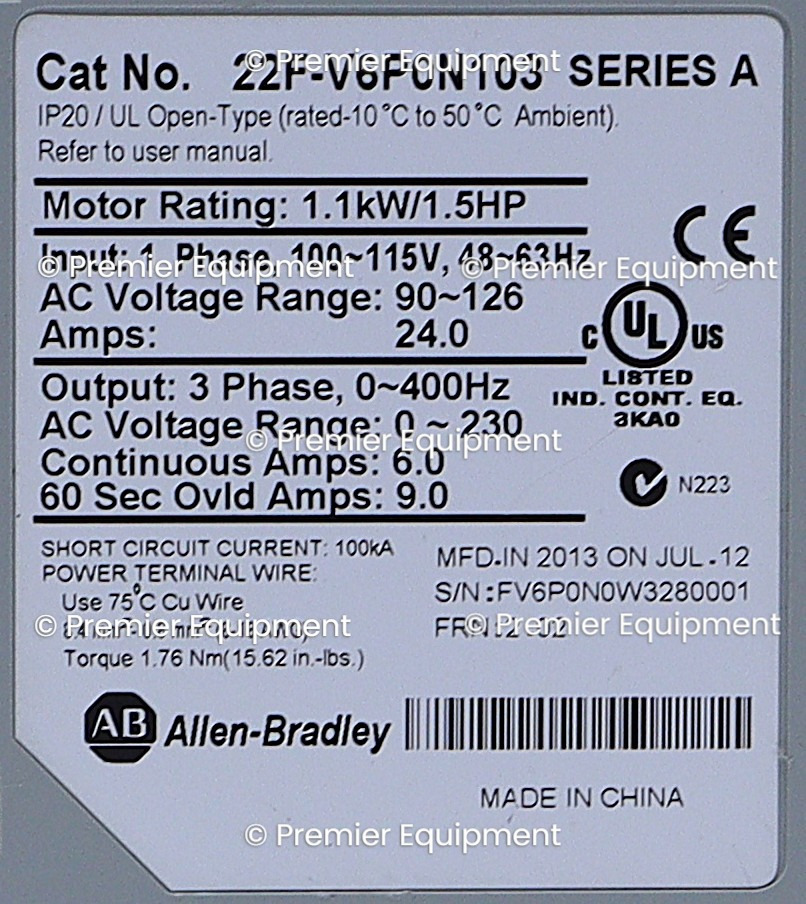 © Premier Equipment
Cat No. 22F-V6P0N103 SERIES A
IP20 / UL Open-Type (rated-10°C to 50°C Ambient).
Refer to user manual.
Motor Rating: 1.1kW/1.5HP
CE
Input: 1 Phase, 100~115V, 48~63Hz
© Premier Equipment © Premier Equipment
AC Voltage Range: 90~126
Amps: 24.0
C UL US
LISTED
IND. CONT. EQ.
3KA0
Output: 3 Phase, 0~400Hz
AC Voltage Range: 0 ~ 230
© Premier Equipment
Continuous Amps: 6.0
60 Sec Ovld Amps: 9.0
N223
SHORT CIRCUIT CURRENT: 100kA
POWER TERMINAL WIRE:
Use 75°C Cu Wire
© Premier Equipment © Premier Equipment
Torque 1.76 Nm(15.62 in.-lbs.)
MFD.IN 2013 ON JUL.12
S/N:FV6P0N0W3280001
FRN
AB Allen-Bradley
MADE IN CHINA
© Premier Equipment